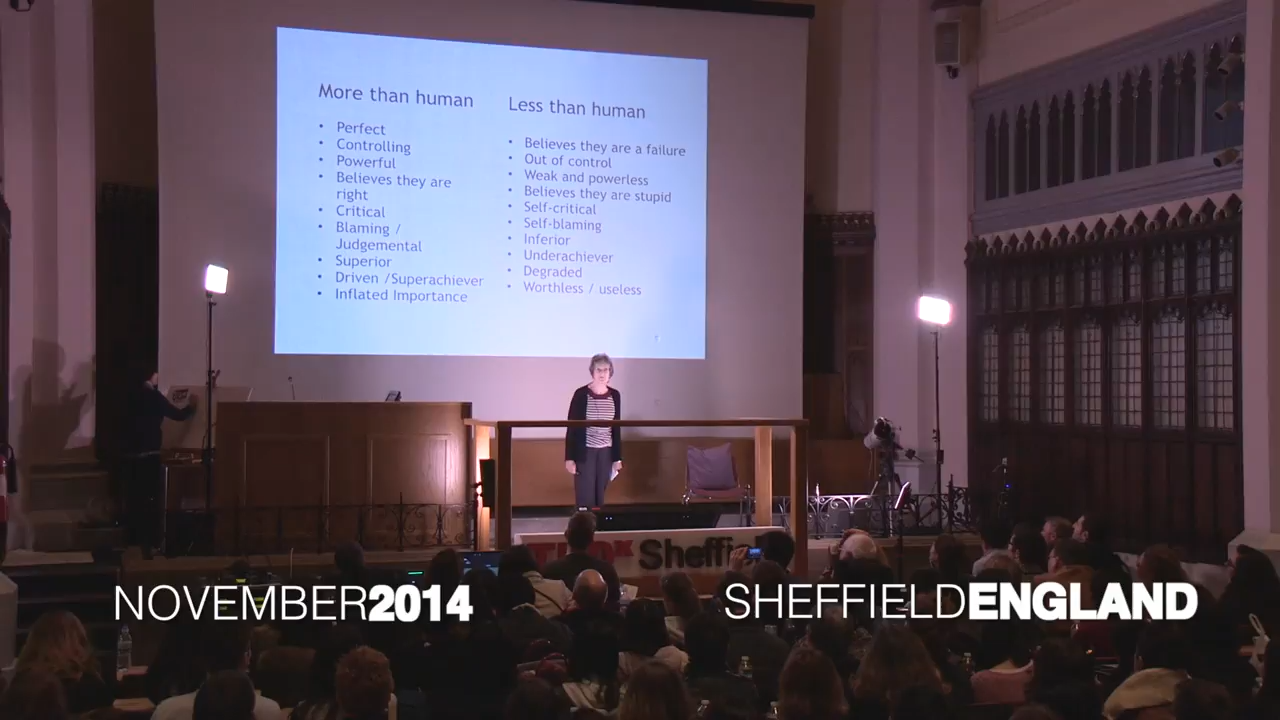 More than human
• Perfect
• Controlling
• Powerful
• Believes they are
right
• Critical
• Blaming /
Judgemental
• Superior
• Driven /Superachiever
• Inflated Importance
Less than human
• Believes they are a failure
• Out of control
• Weak and powerless
• Believes they are stupid
• Self-critical
• Self-blaming
• Inferior
• Underachiever
• Degraded
• Worthless / useless
TEDx Sheffield
NOVEMBER2014
SHEFFIELDENGLAND